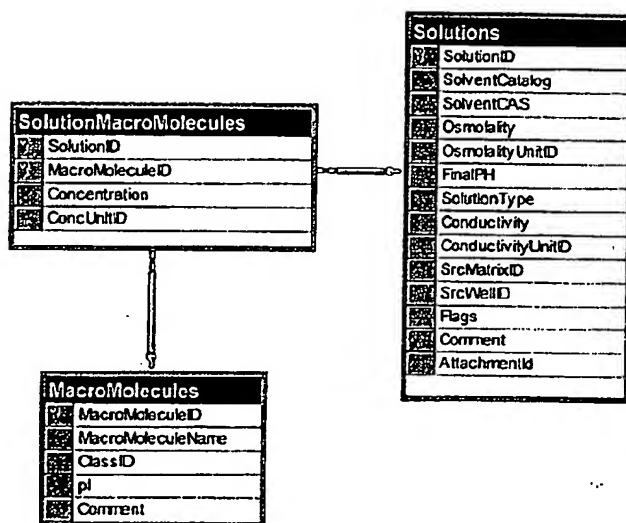 Solutions
SolutionID
SolventCatalog
SolventCAS
Osmolality
OsmolalityUnitID
FinalPH
SolutionType
Conductivity
ConductivityUnitID
SrcMatrixID
SrcWellID
Flags
Comment
AttachmentId
SolutionMacroMolecules
SolutionID
MacroMoleculeID
Concentration
ConcUnitID
MacroMolecules
MacroMoleculeID
MacroMoleculeName
ClassID
pI
Comment